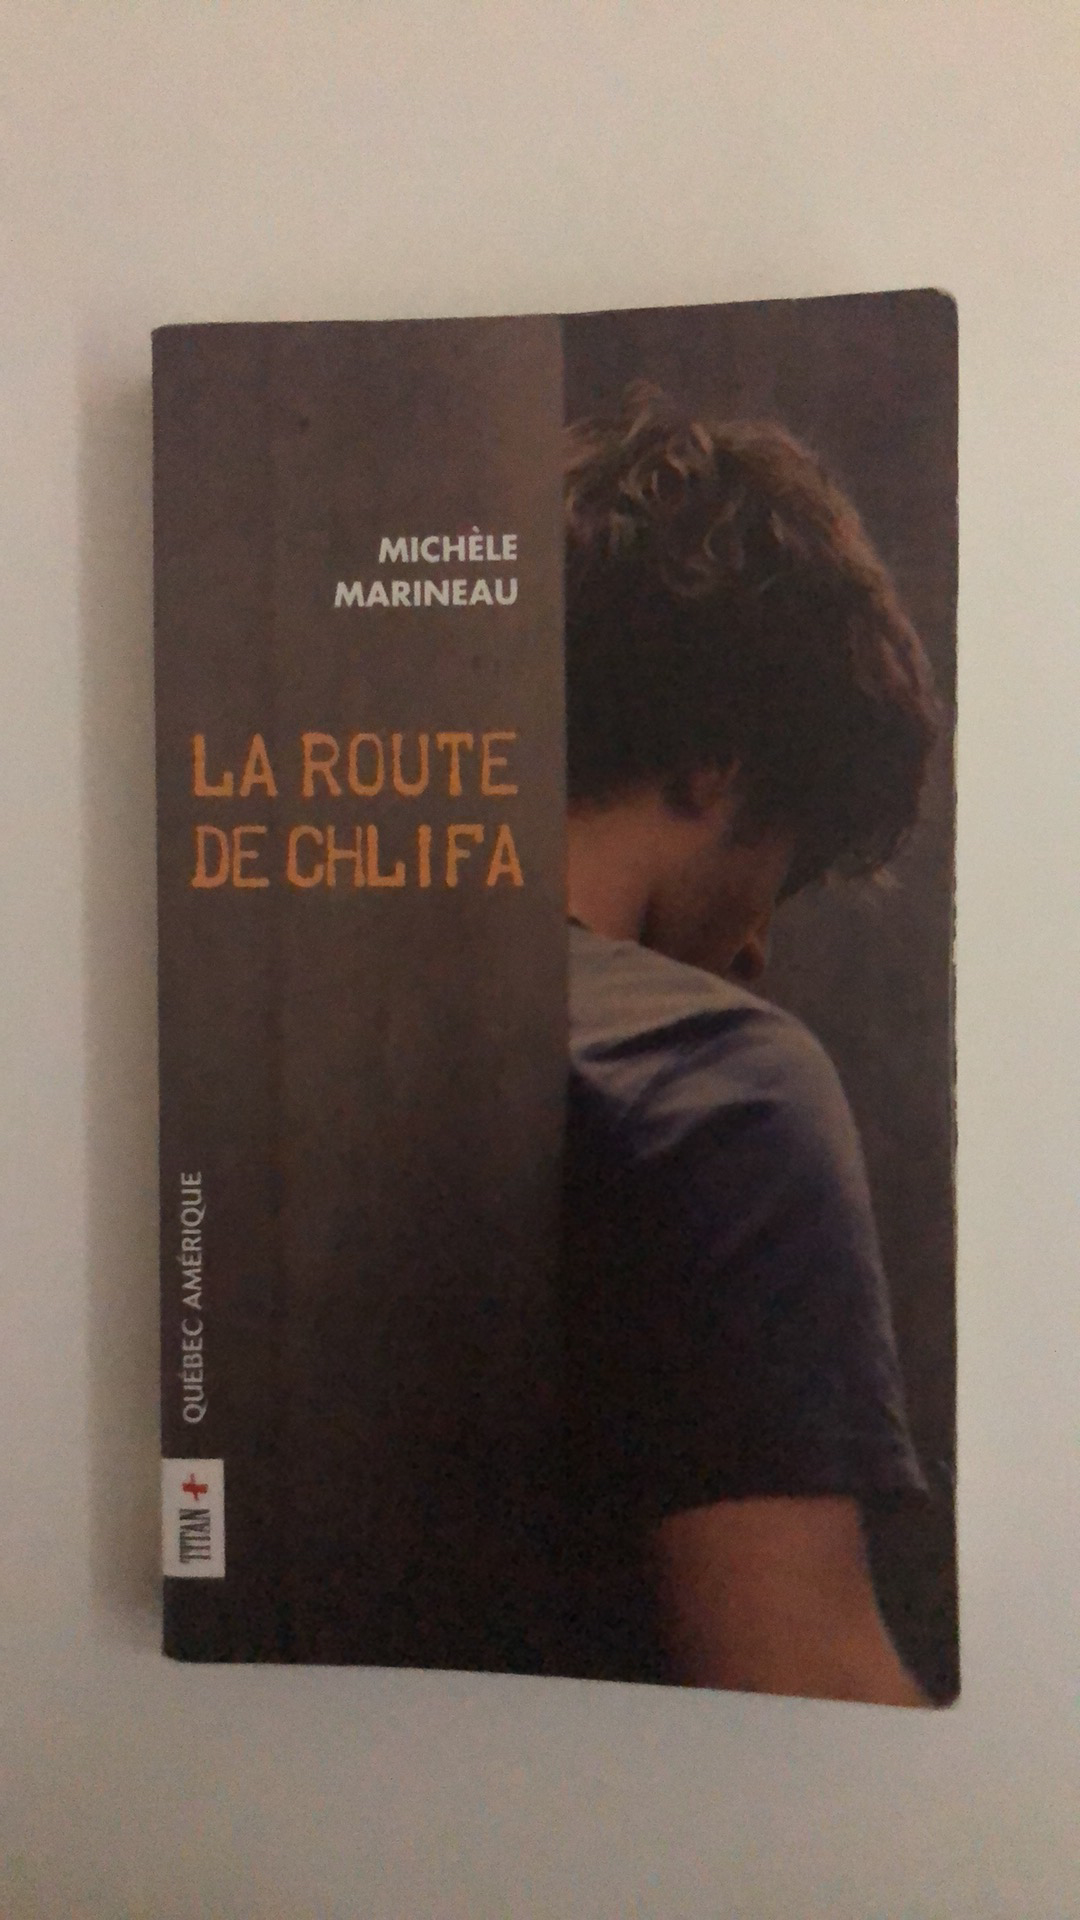 MICHÈLE
MARINEAU
LA ROUTE
DE CHLIFA
QUÉBEC AMÉRIQUE
TITAN +